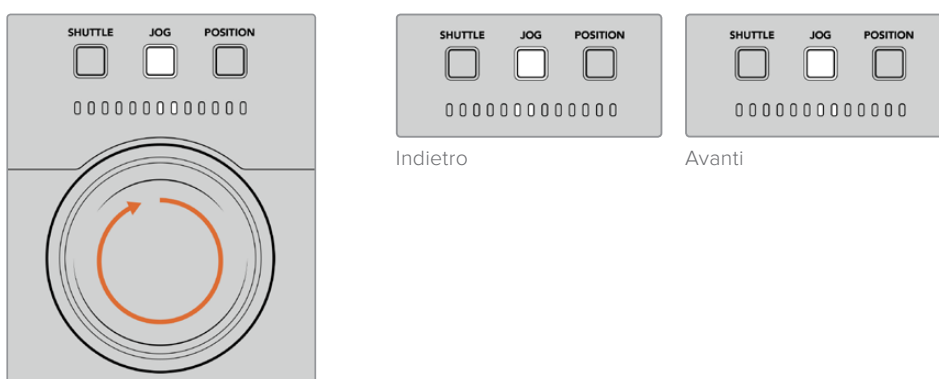 SHUTTLE JOG POSITION
SHUTTLE JOG POSITION
Indietro
SHUTTLE JOG POSITION
Avanti